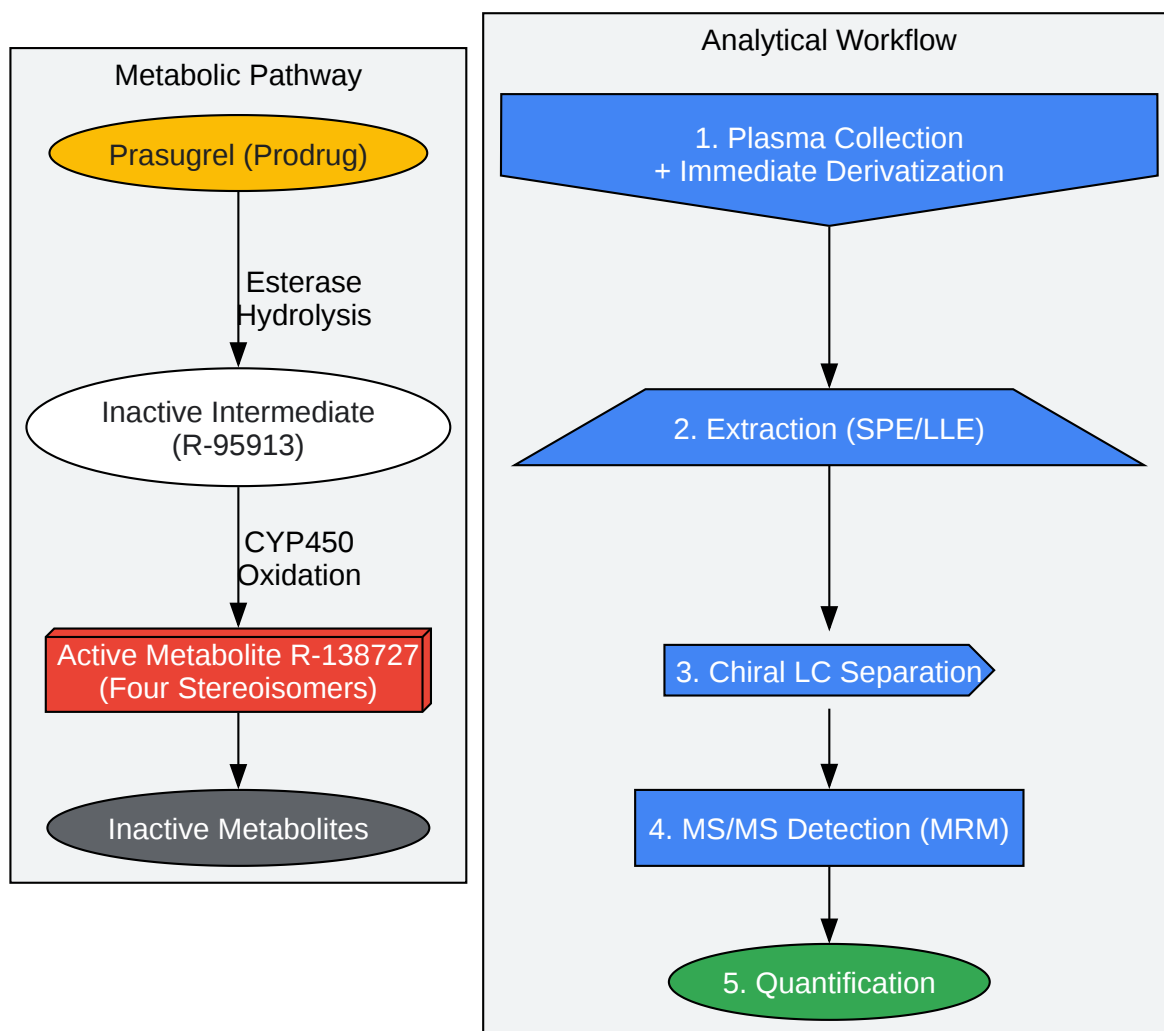 Metabolic Pathway
Prasugrel (Prodrug)
Esterase
Hydrolysis
Inactive Intermediate
(R-95913)
CYP450
Oxidation
Active Metabolite R-138727
(Four Stereoisomers)
Inactive Metabolites
Analytical Workflow
1. Plasma Collection
+ Immediate Derivatization
2. Extraction (SPE/LLE)
3. Chiral LC Separation
4. MS/MS Detection (MRM)
5. Quantification